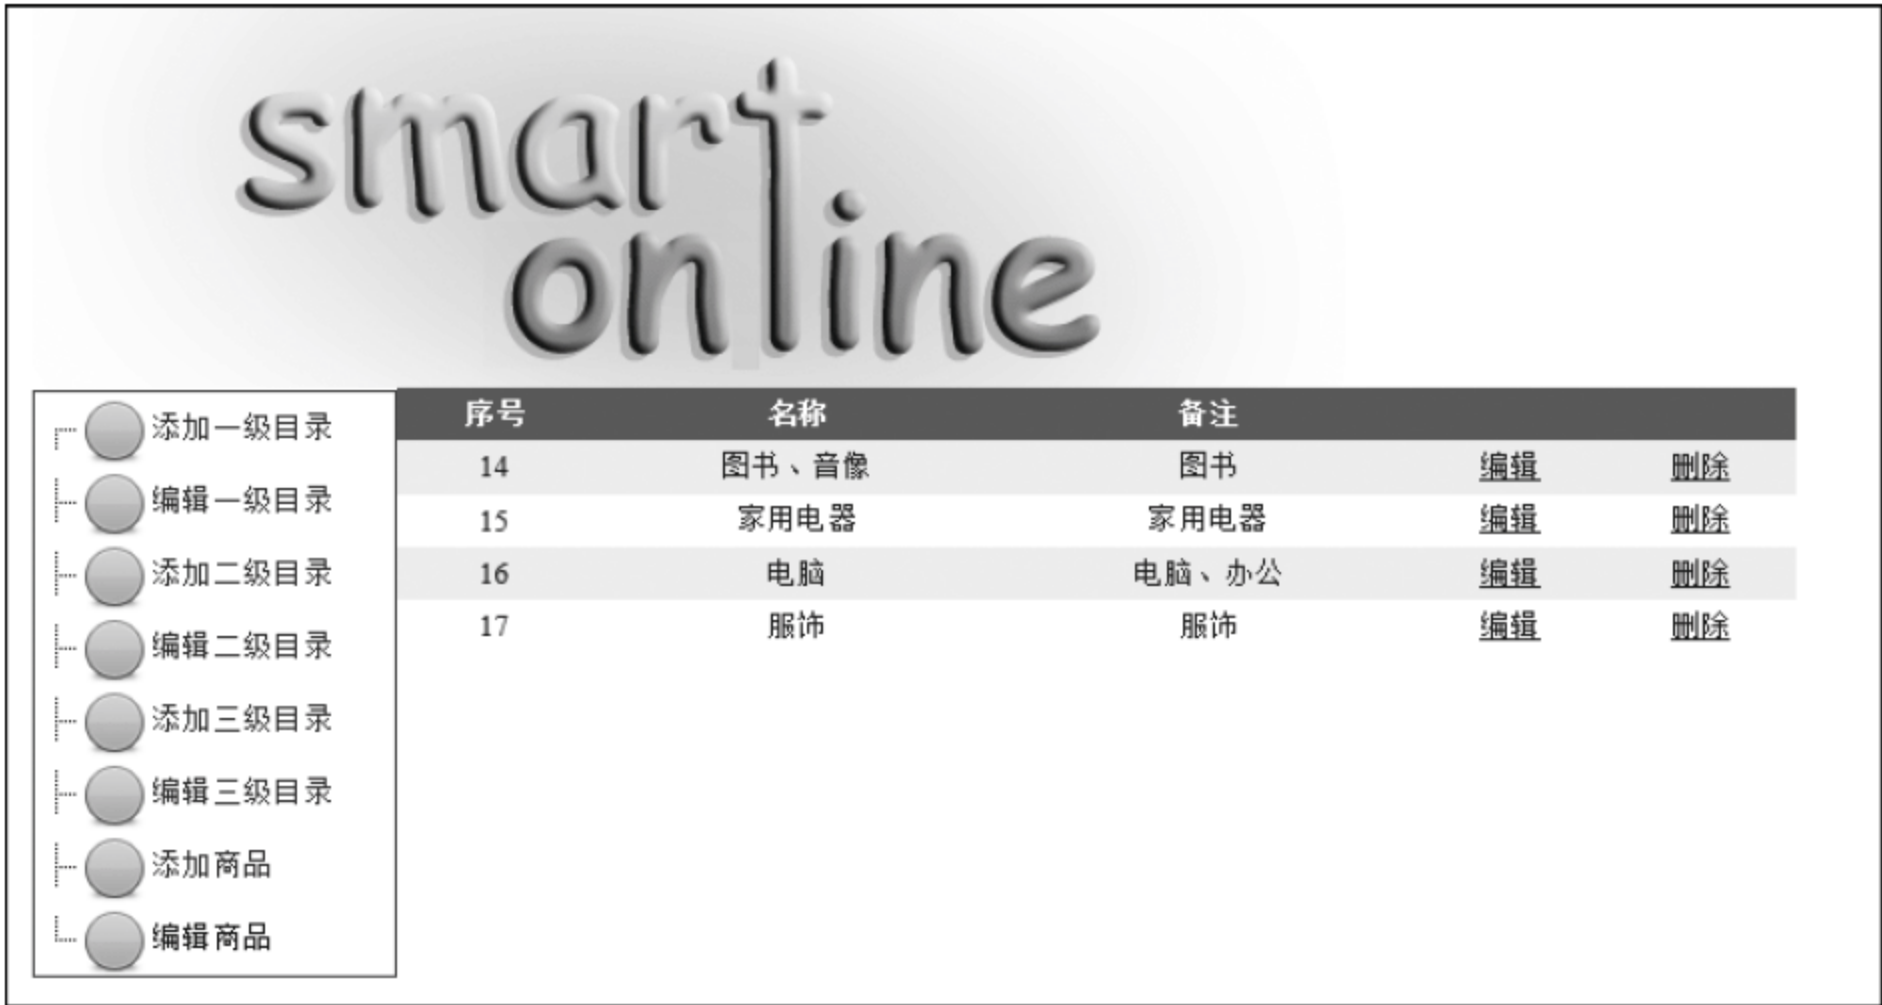 smart
online
添加一级目录
编辑一级目录
添加二级目录
编辑二级目录
添加三级目录
编辑三级目录
添加商品
编辑商品
序号 名称 备注
14 图书、音像 图书 编辑 删除
15 家用电器 家用电器 编辑 删除
16 电脑 电脑、办公 编辑 删除
17 服饰 服饰 编辑 删除